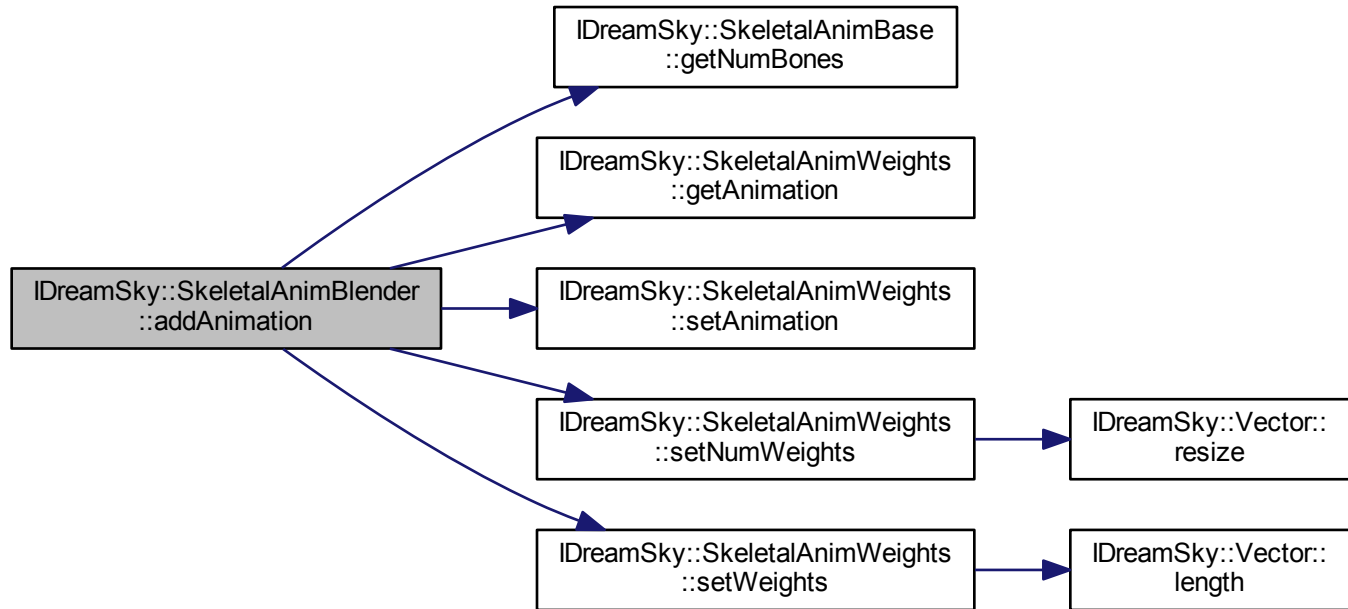 IDreamSky::SkeletalAnimBase
::getNumBones
IDreamSky::SkeletalAnimWeights
::getAnimation
IDreamSky::SkeletalAnimBlender
::addAnimation
IDreamSky::SkeletalAnimWeights
::setAnimation
IDreamSky::SkeletalAnimWeights
::setNumWeights
IDreamSky::Vector::
resize
IDreamSky::SkeletalAnimWeights
::setWeights
IDreamSky::Vector::
length